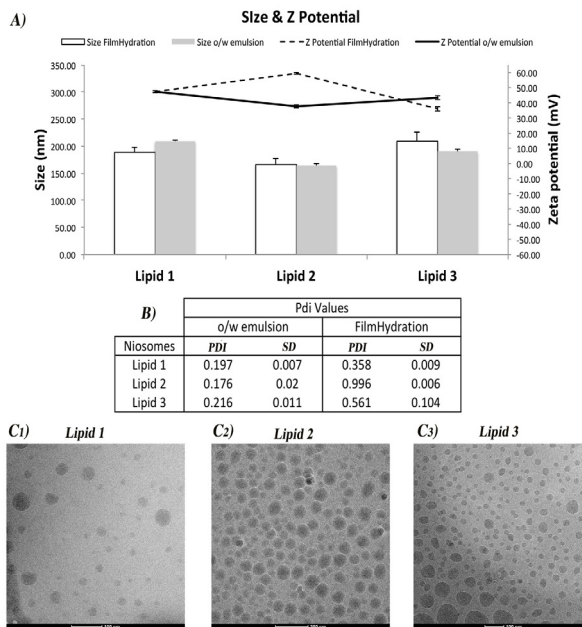 A)
SIze & Z Potential
Size FilmHydration Size o/w emulsion Z Potential FilmHydration Z Potential o/w emulsion
350.00
300.00
250.00
200.00
150.00
100.00
50.00
0.00
Size (nm)
60.00
50.00
40.00
30.00
20.00
10.00
0.00
-10.00
-20.00
-30.00
-40.00
-50.00
-60.00
Zeta potential (mV)
Lipid 1 Lipid 2 Lipid 3
B)
Pdi Values
o/w emulsion FilmHydration
Niosomes PDI SD PDI SD
Lipid 1 0.197 0.007 0.358 0.009
Lipid 2 0.176 0.02 0.996 0.006
Lipid 3 0.216 0.011 0.561 0.104
C1) Lipid 1 C2) Lipid 2 C3) Lipid 3